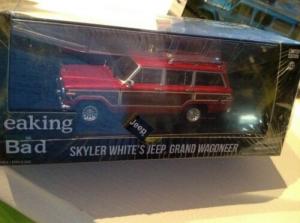 eaking
Bad
Jeep
SKYLER WHITE'S JEEP GRAND WAGONEER